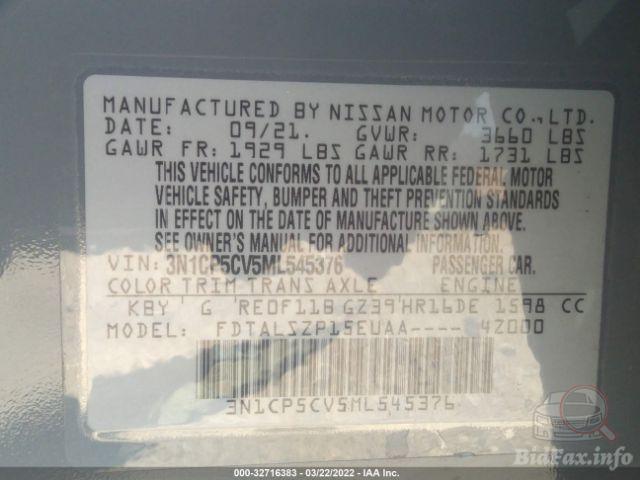 MANUFACTURED BY NISSAN MOTOR CO.,LTD.
DATE: 09/21. GVWR: 3660 LBS
GAWR FR: 1929 LBS GAWR RR: 1731 LBS
THIS VEHICLE CONFORMS TO ALL APPLICABLE FEDERAL MOTOR
VEHICLE SAFETY, BUMPER AND THEFT PREVENTION STANDARDS
IN EFFECT ON THE DATE OF MANUFACTURE SHOWN ABOVE.
SEE OWNER'S MANUAL FOR ADDITIONAL INFORMATION.
VIN: 3N1CP5CV5ML545376 PASSENGER CAR.
COLOR TRIM TRANS AXLE ENGINE
KBY G RE0F11B GZ39 HR16DE 1598 CC
FDTALSZP15EUAA---- 4Z000
3N1CP5CV5ML545376
BidFax.info
000-32716383 - 03/22/2022 - IAA Inc.